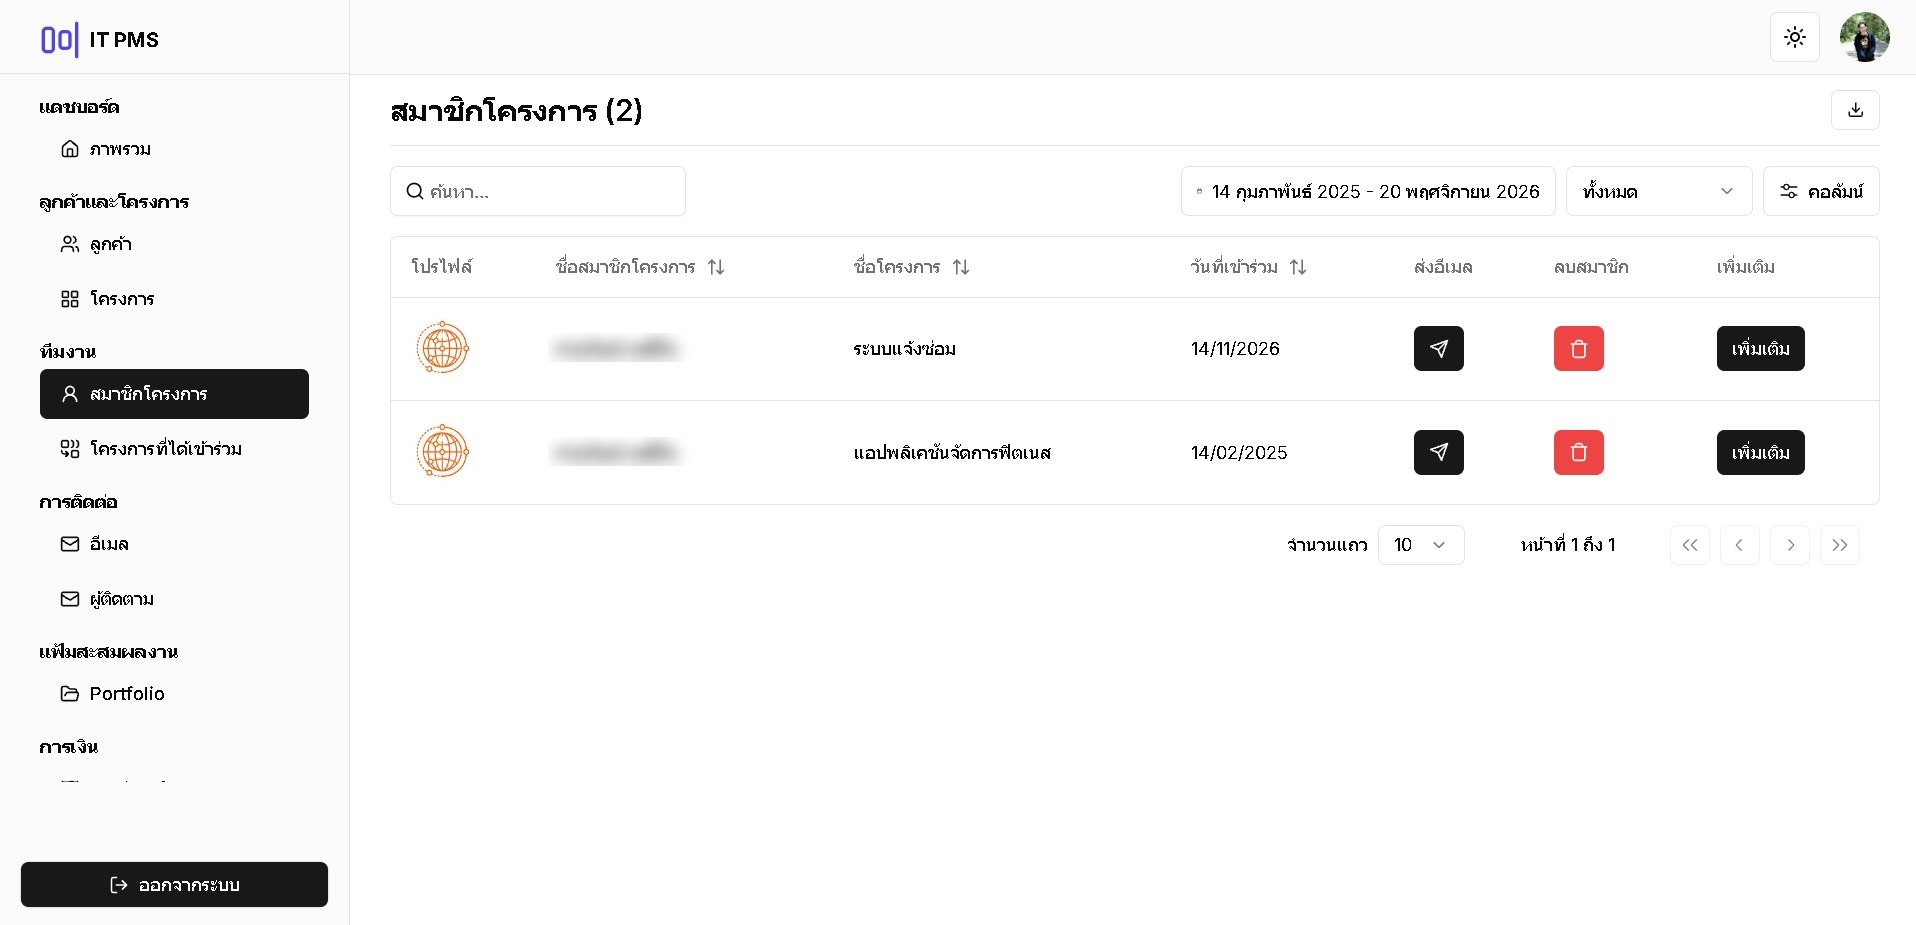 IT PMS
แดชบอร์ด
ภาพรวม
ลูกค้าและโครงการ
ลูกค้า
โครงการ
ทีมงาน
สมาชิกโครงการ
โครงการที่ได้เข้าร่วม
การติดต่อ
อีเมล
ผู้ติดตาม
แฟ้มสะสมผลงาน
Portfolio
การเงิน
ออกจากระบบ
สมาชิกโครงการ (2)
ค้นหา...
14 กุมภาพันธ์ 2025 - 20 พฤศจิกายน 2026
ทั้งหมด
คอลัมน์
โปรไฟล์ ชื่อสมาชิกโครงการ ชื่อโครงการ วันที่เข้าร่วม ส่งอีเมล ลบสมาชิก เพิ่มเติม
ระบบแจ้งซ่อม 14/11/2026 เพิ่มเติม
แอปพลิเคชันจัดการฟิตเนส 14/02/2025 เพิ่มเติม
จำนวนแถว 10 หน้าที่ 1 ถึง 1